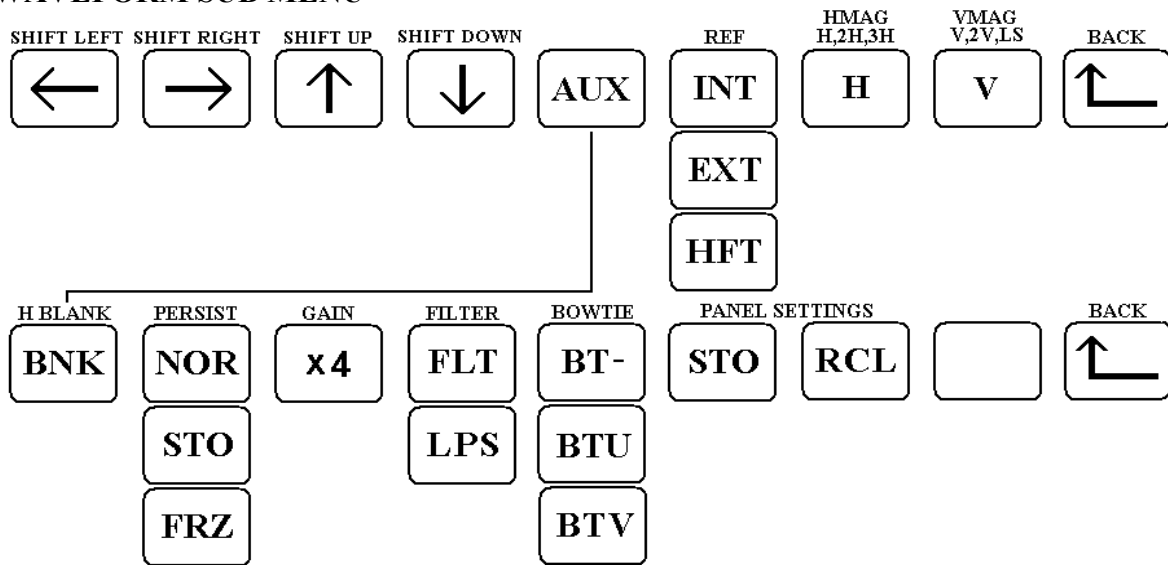 WAVEFORM SUB MENU
SHIFT LEFT SHIFT RIGHT SHIFT UP SHIFT DOWN REF HMAG H,2H,3H VMAG V,2V,LS BACK
AUX INT H V
EXT
HFT
H BLANK PERSIST GAIN FILTER BOWTIE PANEL SETTINGS BACK
BNK NOR x4 FLT BT- STO RCL
STO LPS BTU
FRZ BTV